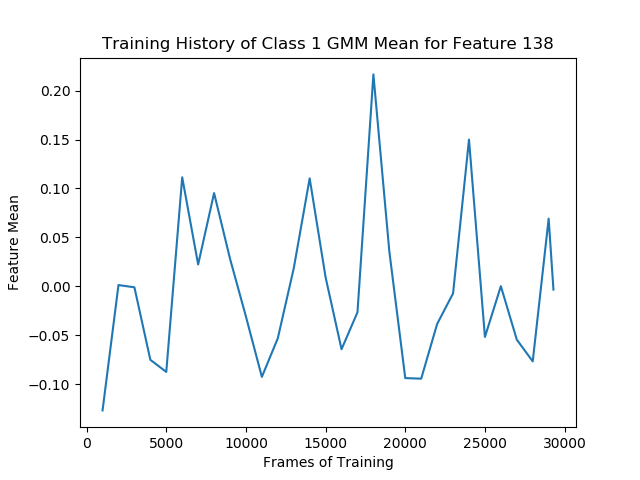 Training History of Class 1 GMM Mean for Feature 138
0.20
0.15
0.10
0.05
0.00
−0.05
−0.10
Feature Mean
0 5000 10000 15000 20000 25000 30000
Frames of Training